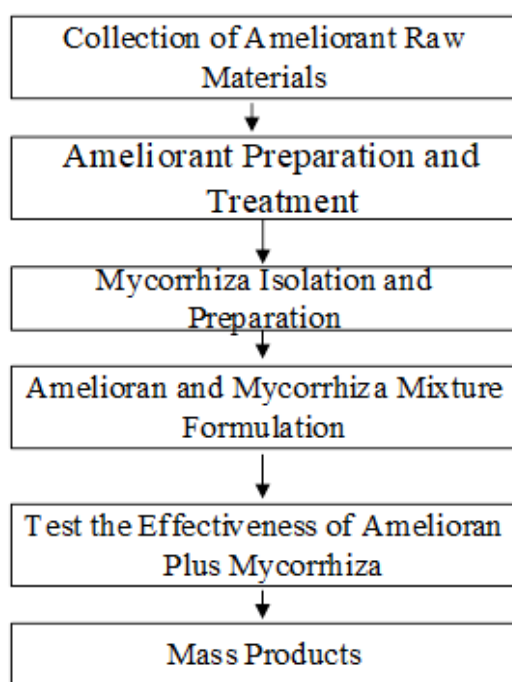 Collection of Ameliorant Raw
Materials
Ameliorant Preparation and
Treatment
Mycorrhiza Isolation and
Preparation
Amelioran and Mycorrhiza Mixture
Formulation
Test the Effectiveness of Amelioran
Plus Mycorrhiza
Mass Products